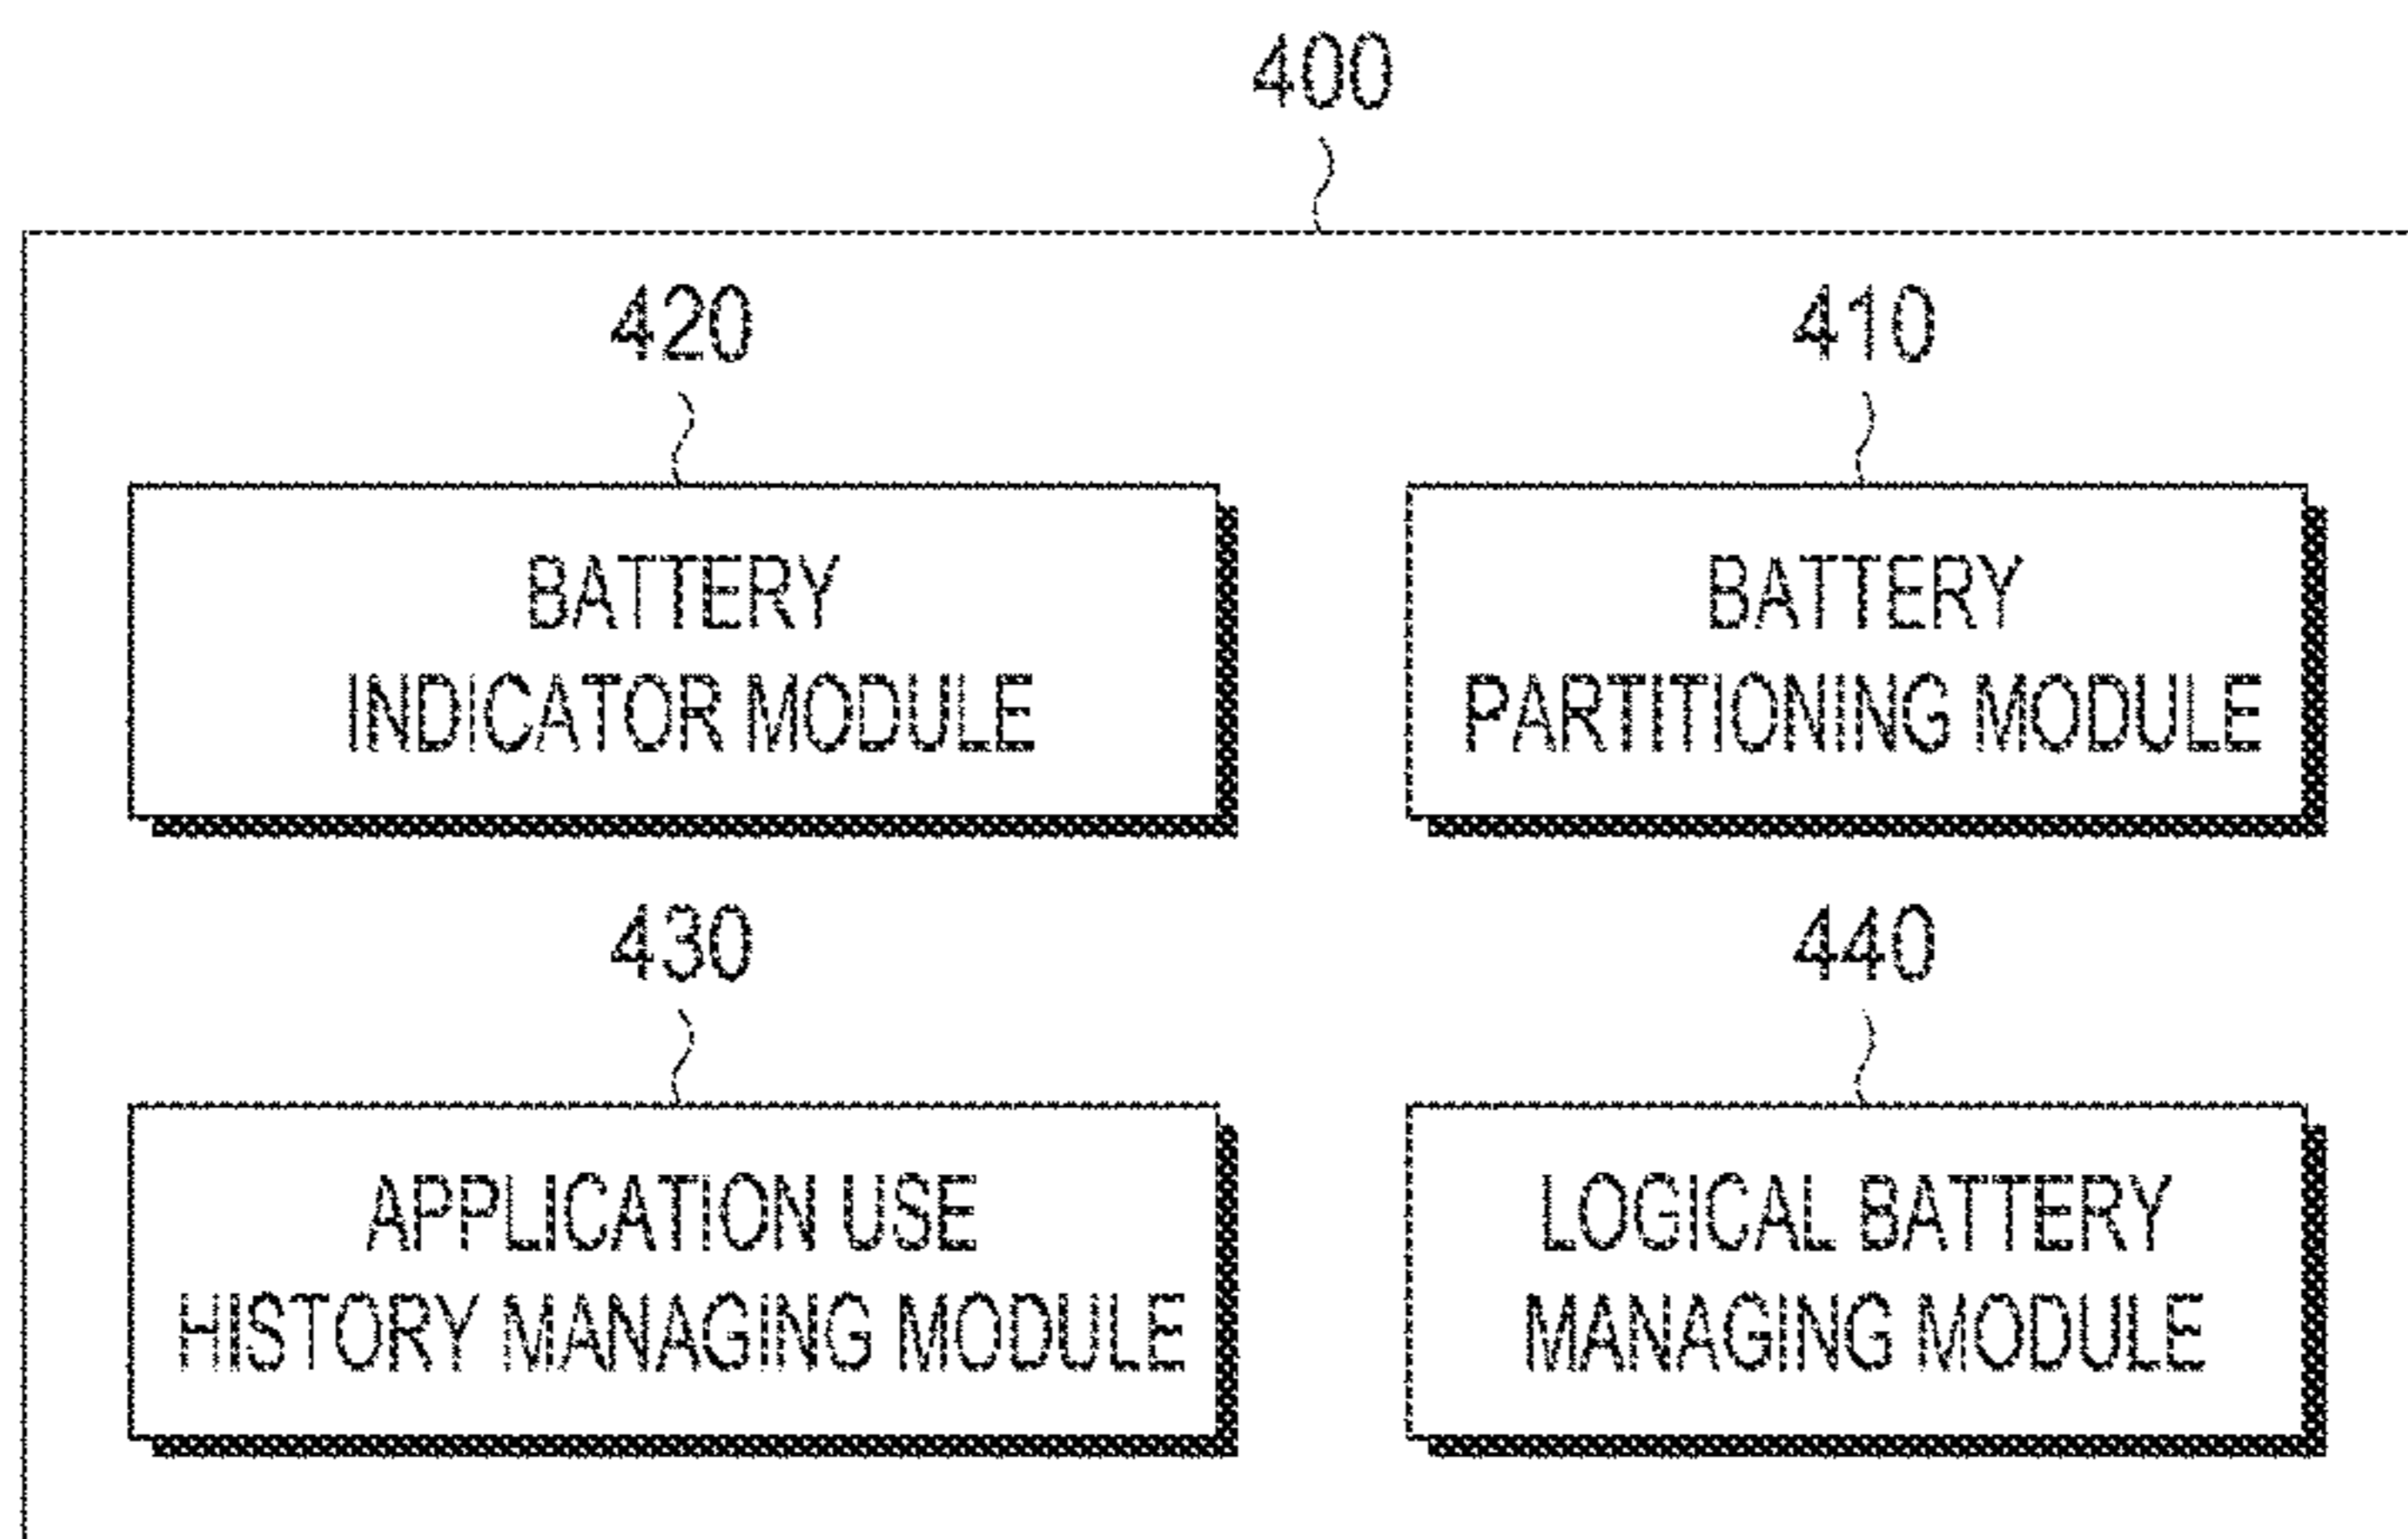 400
420
410
BATTERY
INDICATOR MODULE
BATTERY
PARTITIONING MODULE
430
440
APPLICATION USE
HISTORY MANAGING MODULE
LOGICAL BATTERY
MANAGING MODULE